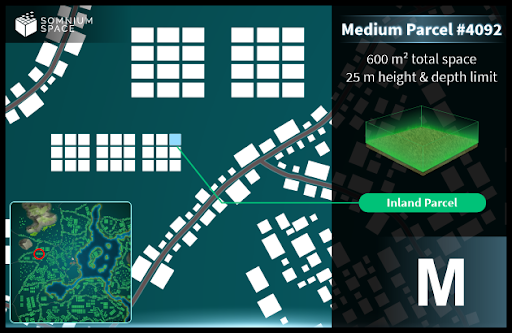 SOMNIUM
SPACE
Medium Parcel #4092
600 m² total space
25 m height & depth limit
Inland Parcel
M